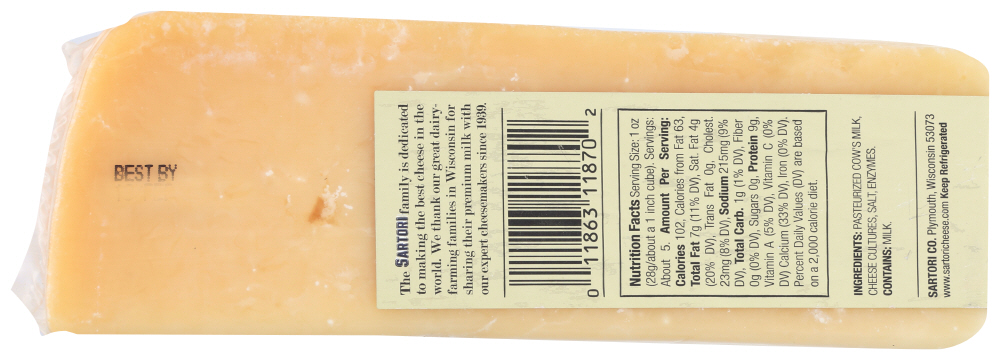 BEST BY
The SARTORI family is dedicated
to making the best cheese in the
world. We thank our great dairy-
farming families in Wisconsin for
sharing their premium milk with
our expert cheesemakers since 1939.
0 11863 11870 2
Nutrition Facts Serving Size: 1 oz
(28g/about a 1 inch cube). Servings:
About 5. Amount Per Serving:
Calories 102, Calories from Fat 63,
Total Fat 7g (11% DV), Sat. Fat 4g
(20% DV), Trans Fat 0g, Cholest.
23mg (8% DV), Sodium 215mg (9%
DV), Total Carb. 1g (1% DV), Fiber
0g (0% DV), Sugars 0g, Protein 9g,
Vitamin A (5% DV), Vitamin C (0%
DV) Calcium (33% DV), Iron (0% DV).
Percent Daily Values (DV) are based
on a 2,000 calorie diet.
INGREDIENTS: PASTEURIZED COW'S MILK,
CHEESE CULTURES, SALT, ENZYMES.
CONTAINS: MILK.
SARTORI CO. Plymouth, Wisconsin 53073
www.sartoricheese.com Keep Refrigerated